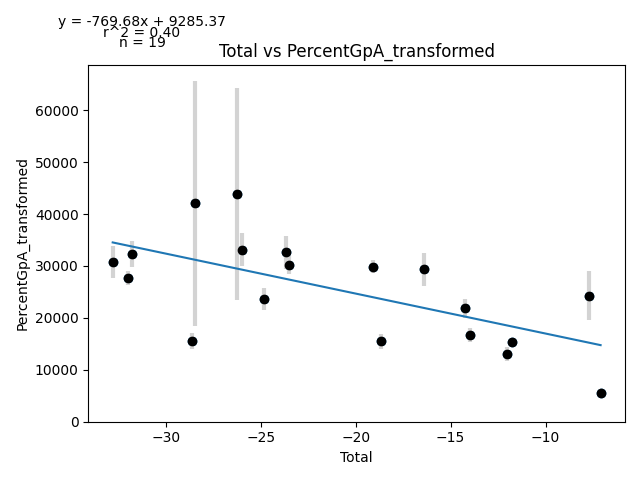 y = -769.68x + 9285.37
r^2 = 0.40
n = 19
Total vs PercentGpA_transformed
PercentGpA_transformed
60000
50000
40000
30000
20000
10000
0
−30
−25
−20
−15
−10
Total